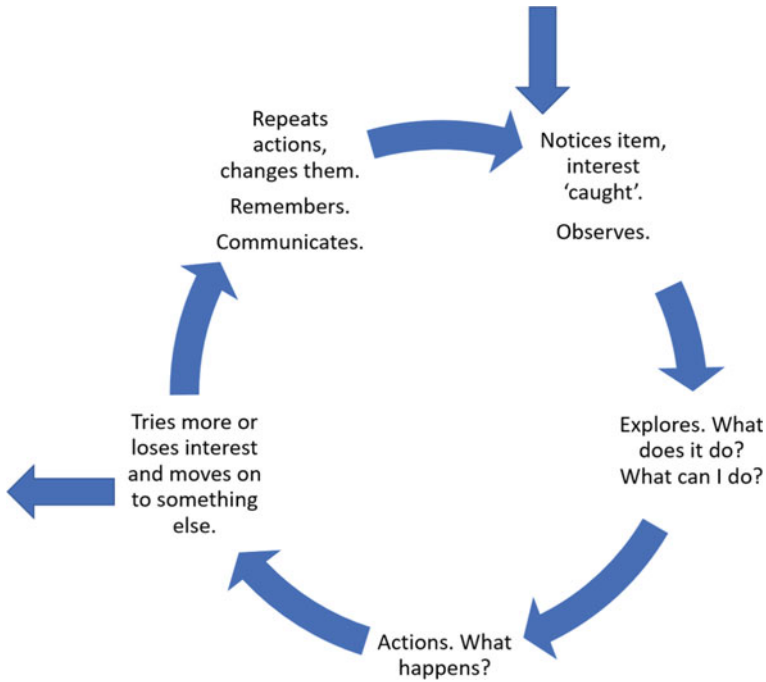 Notices item,
interest
‘caught’.
Observes.
Explores. What
does it do?
What can I do?
Actions. What
happens?
Tries more or
loses interest
and moves on
to something
else.
Repeats
actions,
changes them.
Remembers.
Communicates.